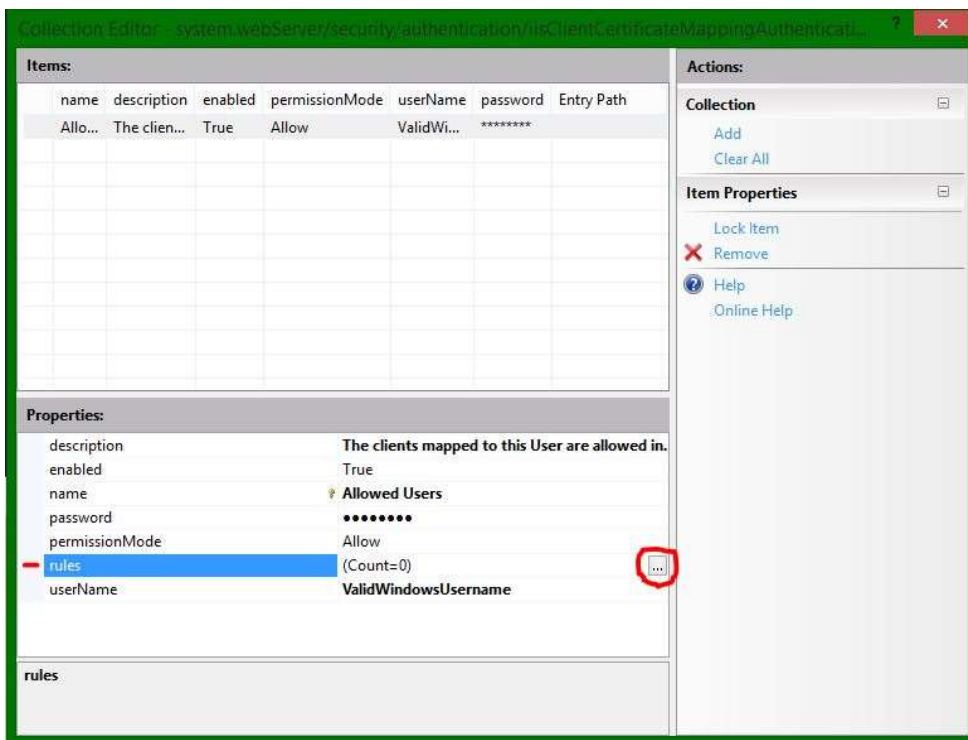 Collection Editor - system.webServer/security/authentication/iisClientCertificateMappingAuthenticati... ?
Items:
name description enabled permissionMode userName password Entry Path
Allo... The clien... True Allow ValidWi... ********
Properties:
description The clients mapped to this User are allowed in.
enabled True
name Allowed Users
password ●●●●●●●●
permissionMode Allow
rules (Count=0) ...
userName ValidWindowsUsername
rules
Actions:
Collection
Add
Clear All
Item Properties
Lock Item
Remove
Help
Online Help